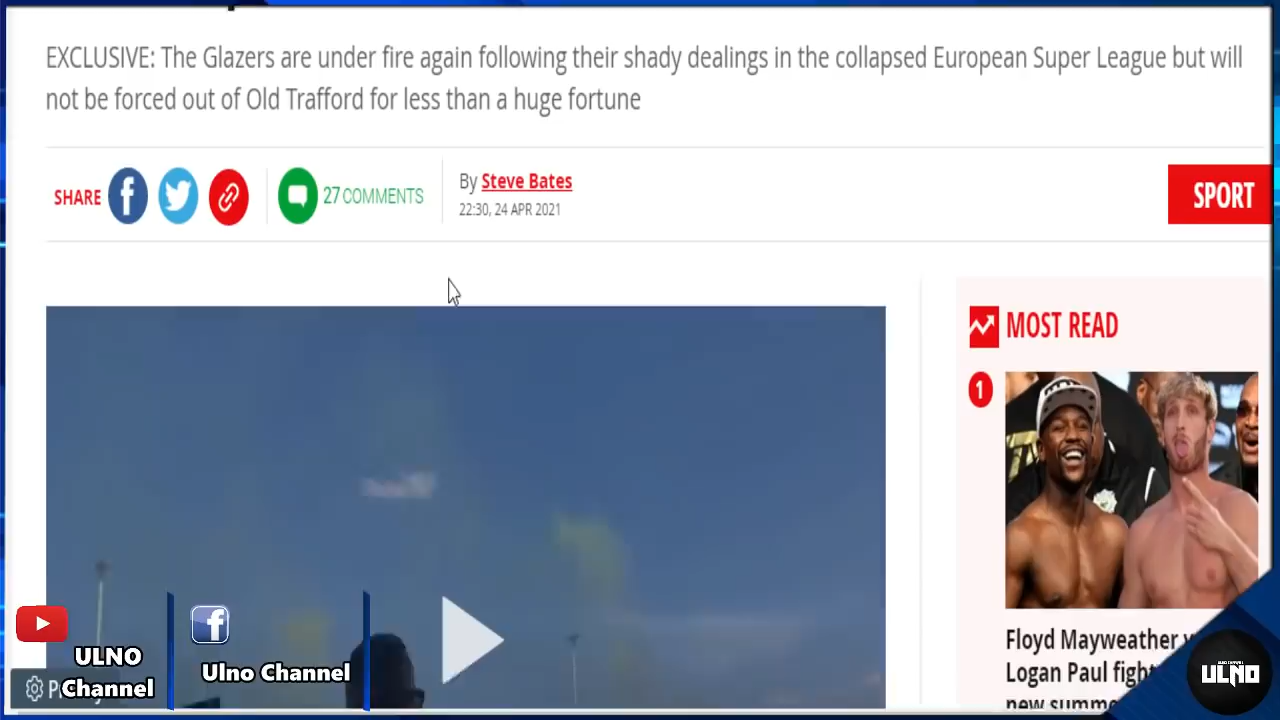 EXCLUSIVE: The Glazers are under fire again following their shady dealings in the collapsed European Super League but will
not be forced out of Old Trafford for less than a huge fortune
SHARE
27 COMMENTS
By Steve Bates
22:30, 24 APR 2021
SPORT
MOST READ
1
Floyd Mayweather
Logan Paul fight
new summe
ULNO
Channel
Ulno Channel
ULNO